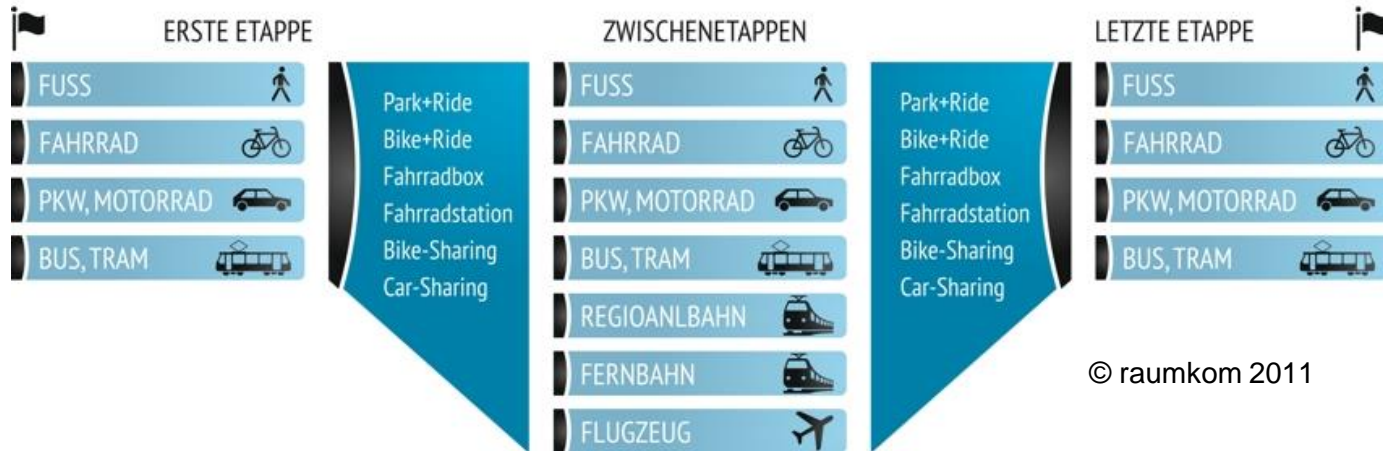 ERSTE ETAPPE
FUSS
FAHRRAD
PKW, MOTORRAD
BUS, TRAM
Park+Ride
Bike+Ride
Fahrradbox
Fahrradstation
Bike-Sharing
Car-Sharing
ZWISCHENETAPPEN
FUSS
FAHRRAD
PKW, MOTORRAD
BUS, TRAM
REGIOANLBAHN
FERNBAHN
FLUGZEUG
Park+Ride
Bike+Ride
Fahrradbox
Fahrradstation
Bike-Sharing
Car-Sharing
LETZTE ETAPPE
FUSS
FAHRRAD
PKW, MOTORRAD
BUS, TRAM
© raumkom 2011